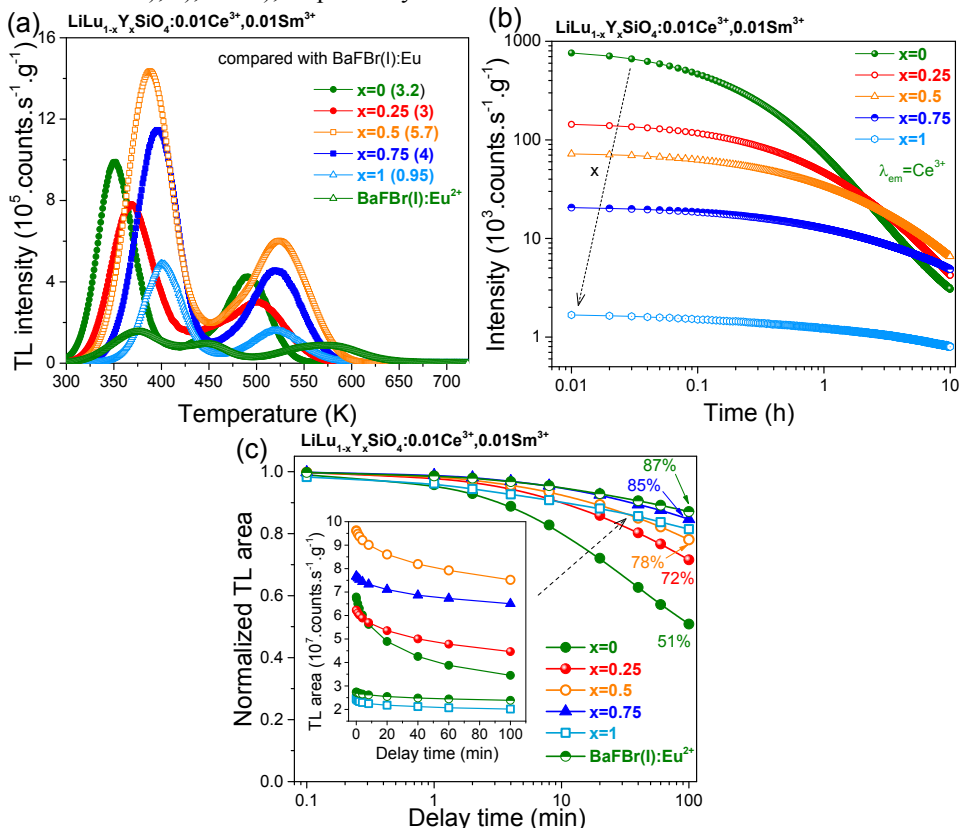 (a)
LiLu1-xYxSiO4:0.01Ce3+,0.01Sm3+
compared with BaFBr(I):Eu
x=0 (3.2)
x=0.25 (3)
x=0.5 (5.7)
x=0.75 (4)
x=1 (0.95)
BaFBr(I):Eu2+
TL intensity (10^5.counts.s-1.g-1)
16
12
8
4
0
300 350 400 450 500 550 600 650 700
Temperature (K)
(b)
LiLu1-xYxSiO4:0.01Ce3+,0.01Sm3+
x=0
x=0.25
x=0.5
x=0.75
x=1
λem=Ce3+
x
Intensity (10^3.counts.s-1.g-1)
1000
100
10
1
0.01 0.1 1 10
Time (h)
(c)
LiLu1-xYxSiO4:0.01Ce3+,0.01Sm3+
87%
85%
78%
72%
51%
Normalized TL area
1.0
0.8
0.6
0.4
0.2
0.0
TL area (10^7.counts.s-1.g-1)
10
9
8
7
6
5
4
3
2
0 20 40 60 80 100
Delay time (min)
x=0
x=0.25
x=0.5
x=0.75
x=1
BaFBr(I):Eu2+
0.1 1 10 100
Delay time (min)